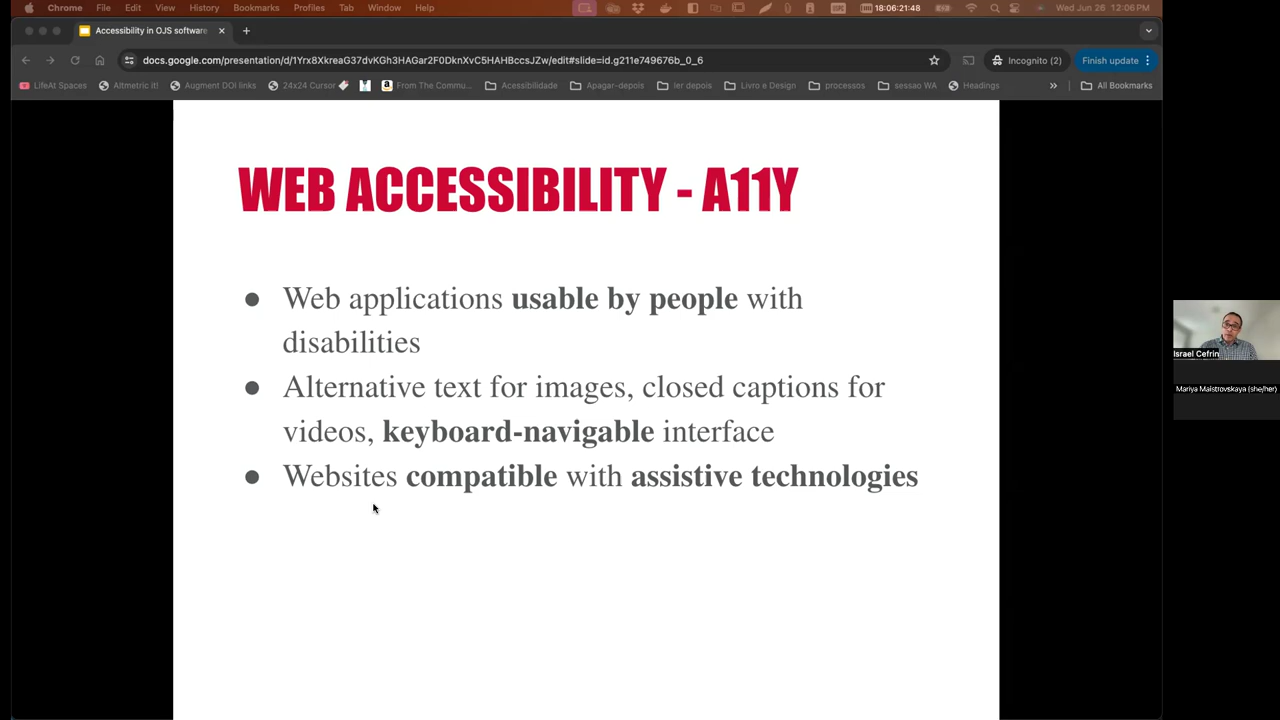 Chrome File Edit View History Bookmarks Profiles Tab Window Help 18:06:21:48 Wed Jun 26 12:06 PM
Accessibility in OJS software
docs.google.com/presentation/d/1Yrx8XkreaG37dvKGh3HAGar2F0DknXvC5HAHBccsJZw/edit#slide=id.g211e749676b_0_6 Incognito (2) Finish update
LifeAt Spaces Altmetric it! Augment DOI links 24x24 Cursor From The Commu... Acessibilidade Apagar-depois ler depois Livro e Design processos sessao WA Headings All Bookmarks
WEB ACCESSIBILITY - A11Y
● Web applications usable by people with
disabilities
● Alternative text for images, closed captions for
videos, keyboard-navigable interface
● Websites compatible with assistive technologies
Israel Cefrin
Mariya Maistrovskaya (she/her)